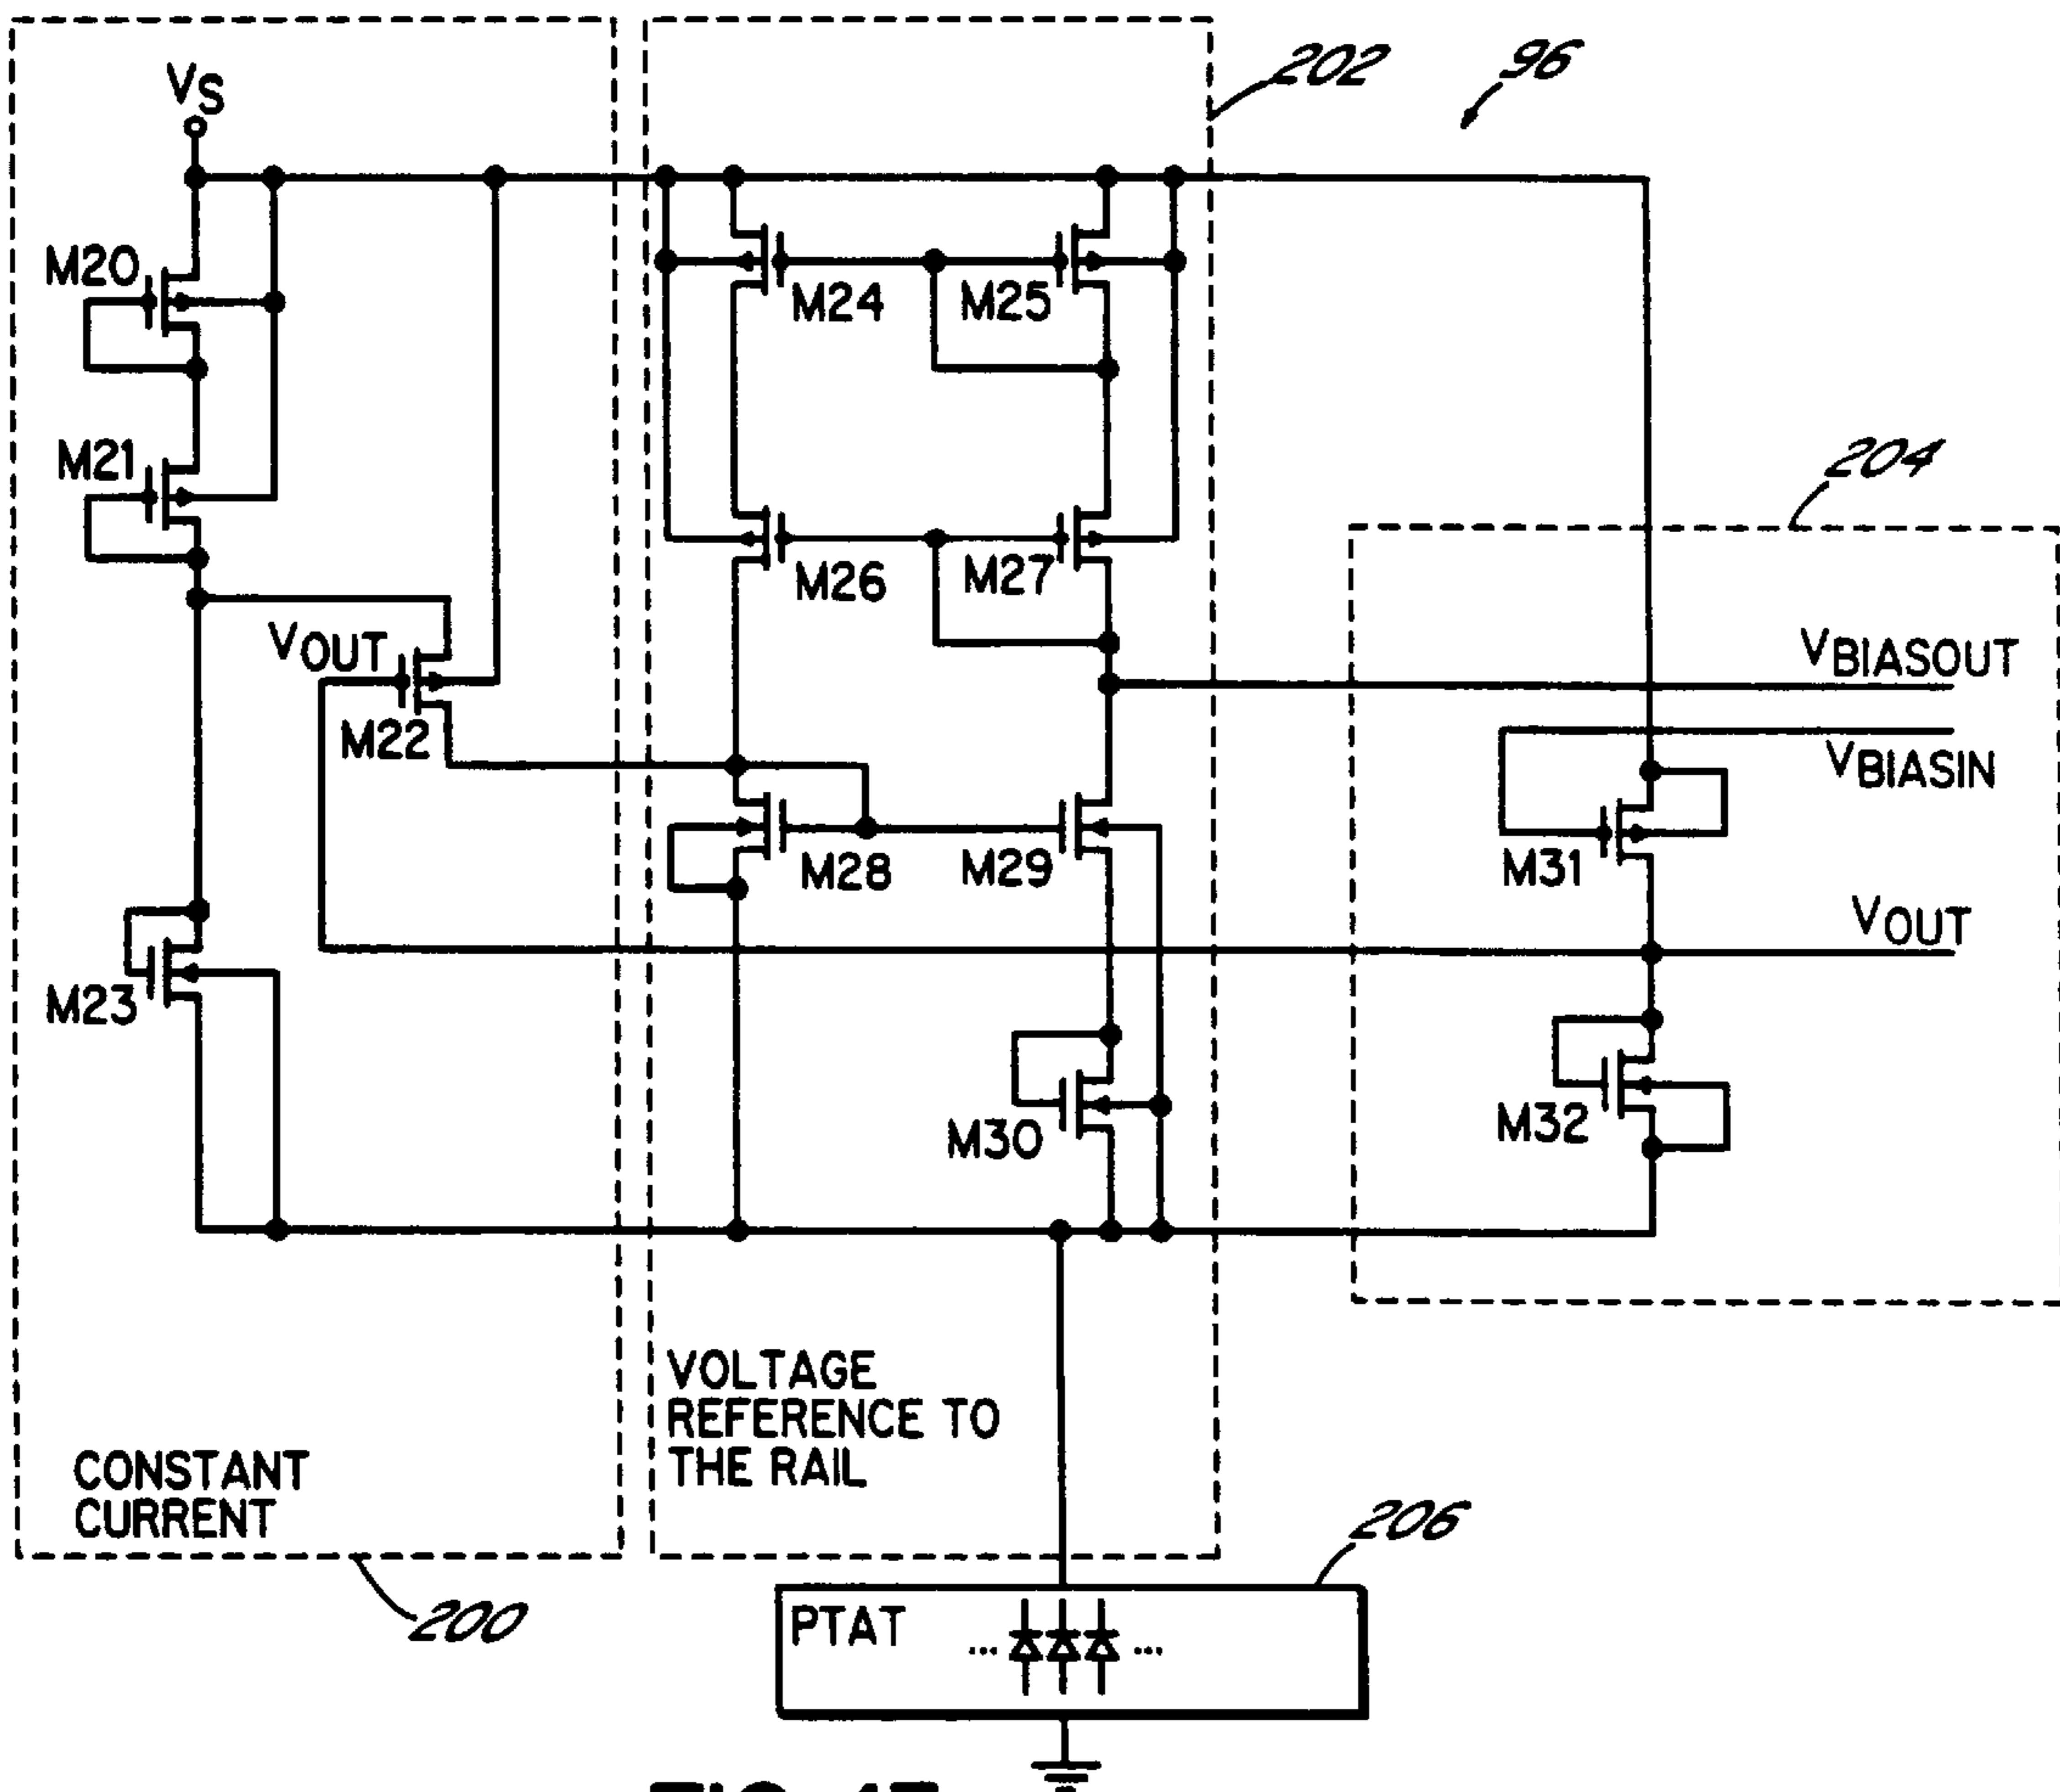 VS
202
96
M20
M24
M25
M21
204
M26
M27
VOUT
VBIASOUT
M22
VBIASIN
M28
M29
M31
VOUT
M23
M30
M32
VOLTAGE
REFERENCE TO
THE RAIL
CONSTANT
CURRENT
206
200
PTAT
... ...